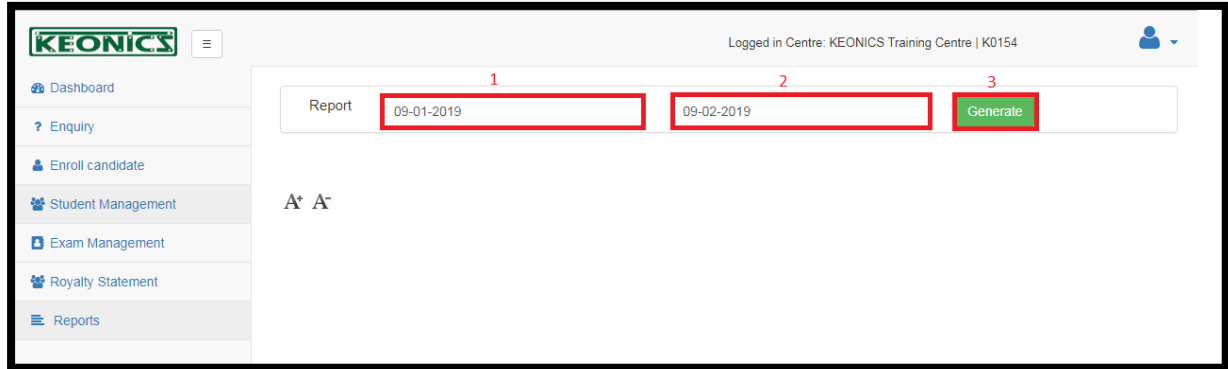 KEONICS
Logged in Centre: KEONICS Training Centre | K0154
Dashboard
? Enquiry
Enroll candidate
Student Management
Exam Management
Royalty Statement
Reports
1 2 3
Report 09-01-2019 09-02-2019 Generate
A+ A-